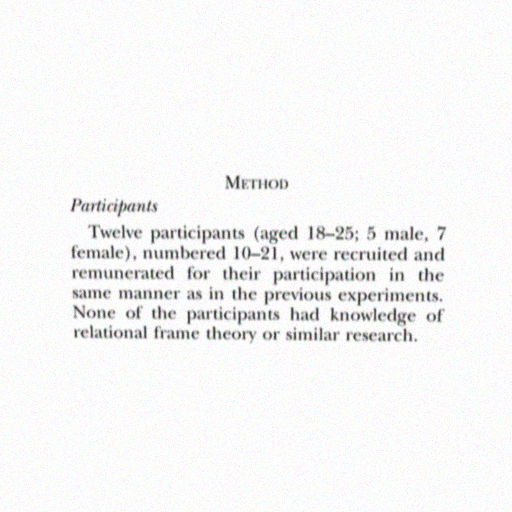 METHOD
Participants
Twelve participants (aged 18–25; 5 male, 7
female), numbered 10–21, were recruited and
remunerated for their participation in the
same manner as in the previous experiments.
None of the participants had knowledge of
relational frame theory or similar research.